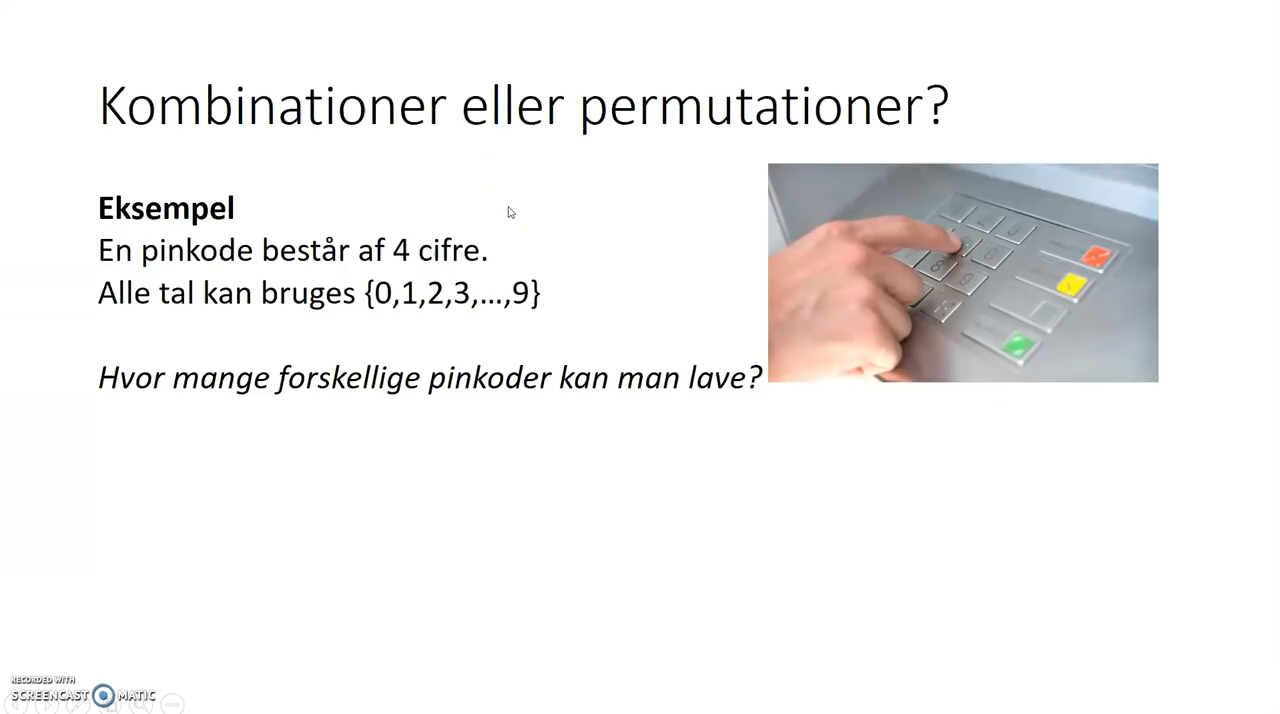 Kombinationer eller permutationer?
Eksempel
En pinkode består af 4 cifre.
Alle tal kan bruges {0,1,2,3,…,9}
Hvor mange forskellige pinkoder kan man lave?
RECORDED WITH
SCREENCAST MATIC